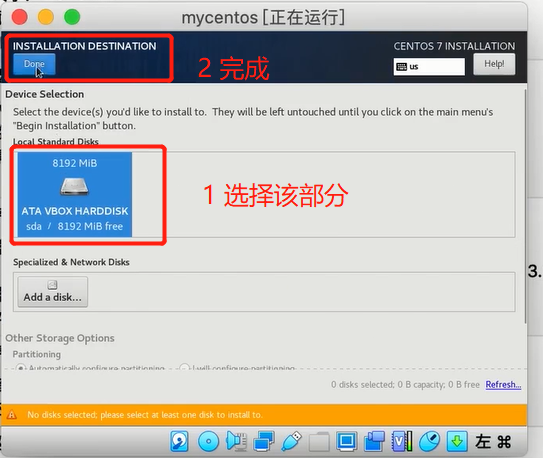 mycentos [正在运行]
INSTALLATION DESTINATION
CENTOS 7 INSTALLATION
Done
2 完成
us
Help!
Device Selection
Select the device(s) you'd like to install to. They will be left untouched until you click on the main menu's
"Begin Installation" button.
Local Standard Disks
8192 MiB
1 选择该部分
ATA VBOX HARDDISK
sda / 8192 MiB free
3.
Specialized & Network Disks
Add a disk...
Other Storage Options
Partitioning
Automatically configure partitioning. I will configure partitioning.
0 disks selected; 0 B capacity; 0 B free Refresh...
No disks selected; please select at least one disk to install to.
左 ⌘